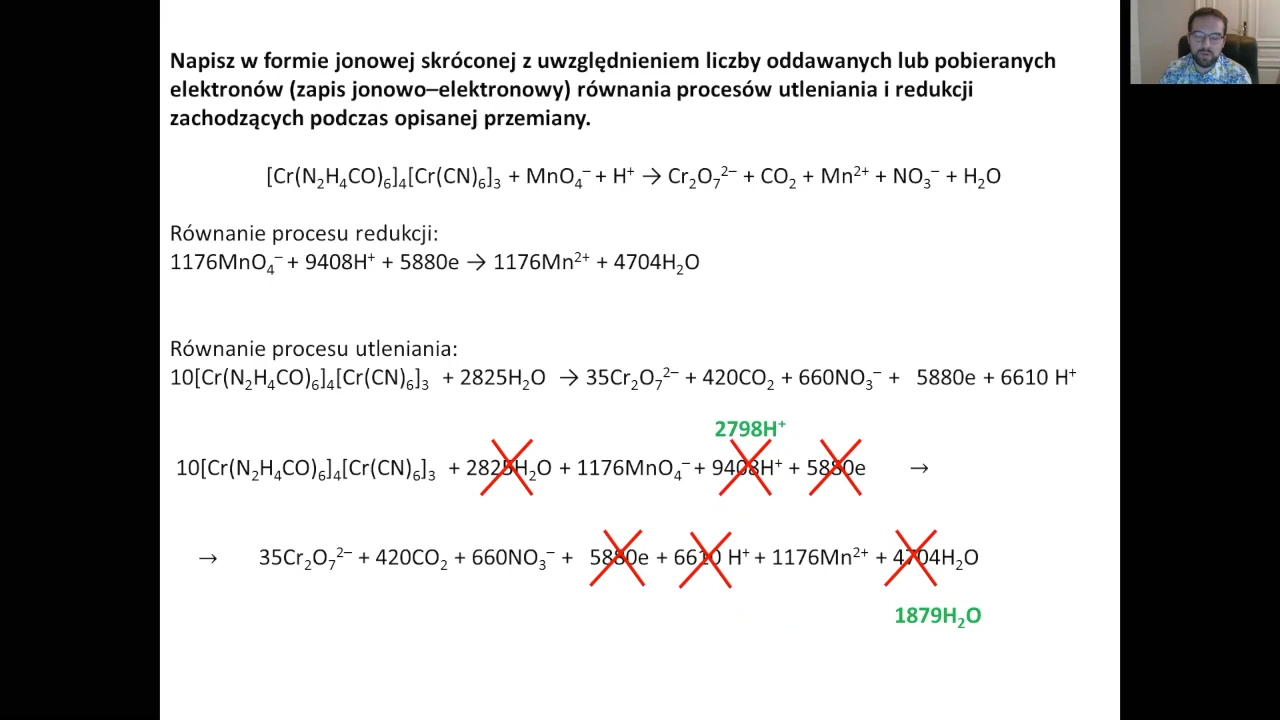 Napisz w formie jonowej skróconej z uwzględnieniem liczby oddawanych lub pobieranych
elektronów (zapis jonowo–elektronowy) równania procesów utleniania i redukcji
zachodzących podczas opisanej przemiany.
[Cr(N₂H₄CO)₆]₄[Cr(CN)₆]₃ + MnO₄⁻ + H⁺ → Cr₂O₇²⁻ + CO₂ + Mn²⁺ + NO₃⁻ + H₂O
Równanie procesu redukcji:
1176MnO₄⁻ + 9408H⁺ + 5880e → 1176Mn²⁺ + 4704H₂O
Równanie procesu utleniania:
10[Cr(N₂H₄CO)₆]₄[Cr(CN)₆]₃ + 2825H₂O → 35Cr₂O₇²⁻ + 420CO₂ + 660NO₃⁻ + 5880e + 6610 H⁺
2798H⁺
10[Cr(N₂H₄CO)₆]₄[Cr(CN)₆]₃ + 2825H₂O + 1176MnO₄⁻ + 9408H⁺ + 5880e →
→ 35Cr₂O₇²⁻ + 420CO₂ + 660NO₃⁻ + 5880e + 6610 H⁺ + 1176Mn²⁺ + 4704H₂O
1879H₂O